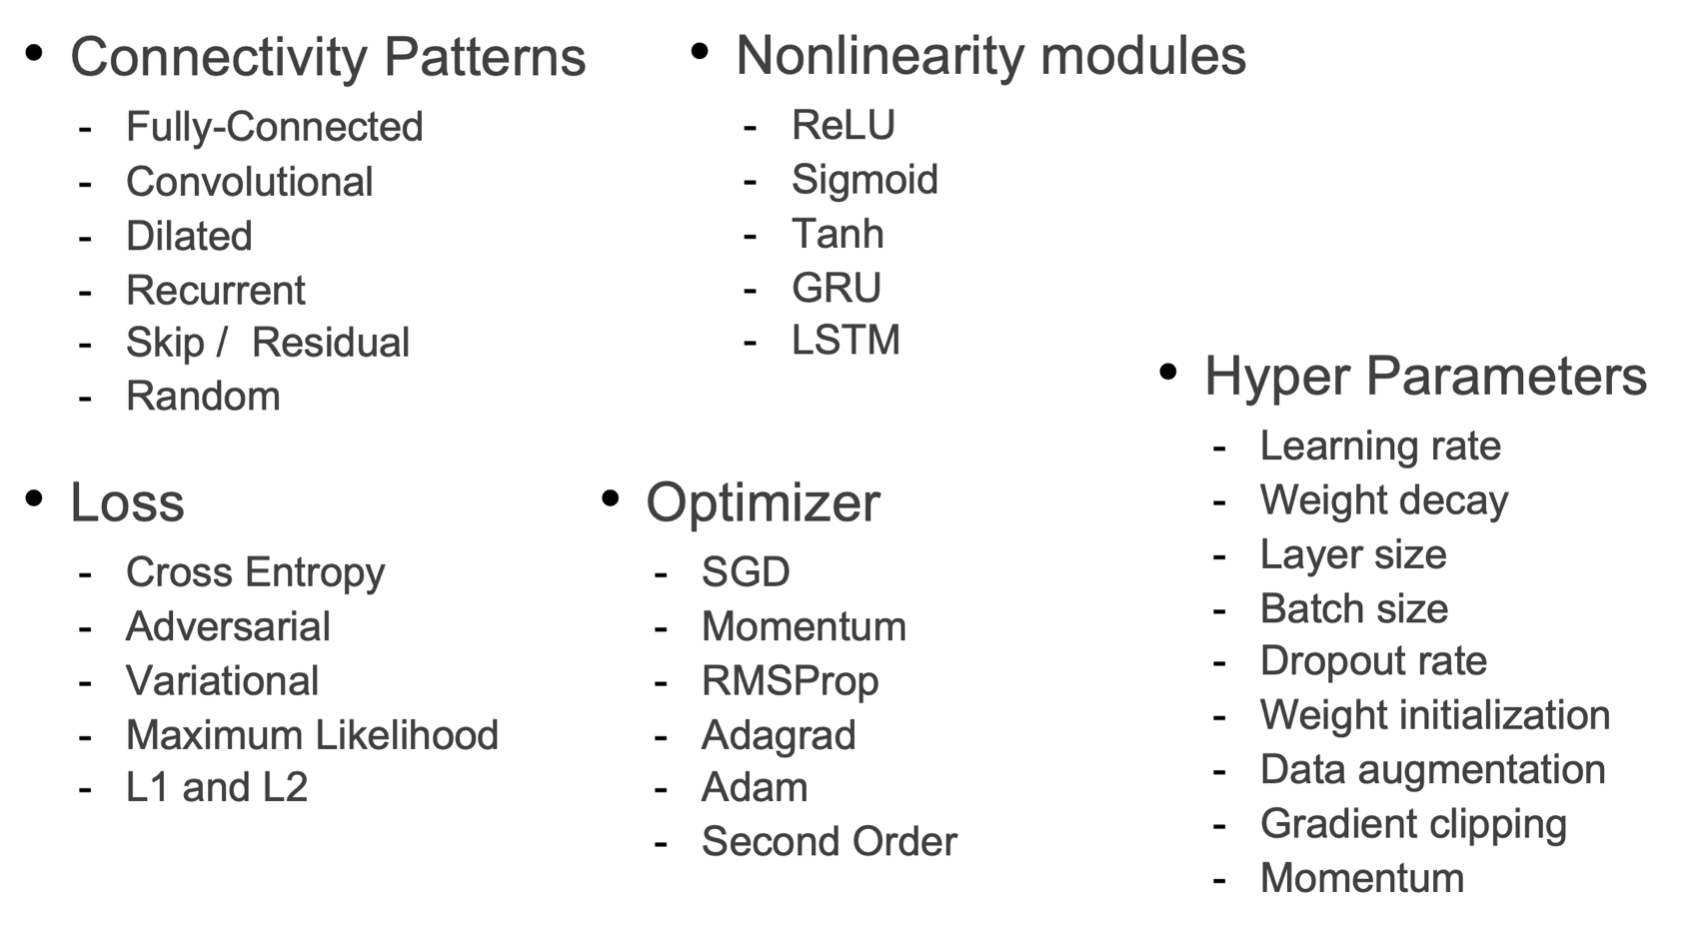 • Connectivity Patterns
- Fully-Connected
- Convolutional
- Dilated
- Recurrent
- Skip / Residual
- Random
• Nonlinearity modules
- ReLU
- Sigmoid
- Tanh
- GRU
- LSTM
• Loss
- Cross Entropy
- Adversarial
- Variational
- Maximum Likelihood
- L1 and L2
• Optimizer
- SGD
- Momentum
- RMSProp
- Adagrad
- Adam
- Second Order
• Hyper Parameters
- Learning rate
- Weight decay
- Layer size
- Batch size
- Dropout rate
- Weight initialization
- Data augmentation
- Gradient clipping
- Momentum